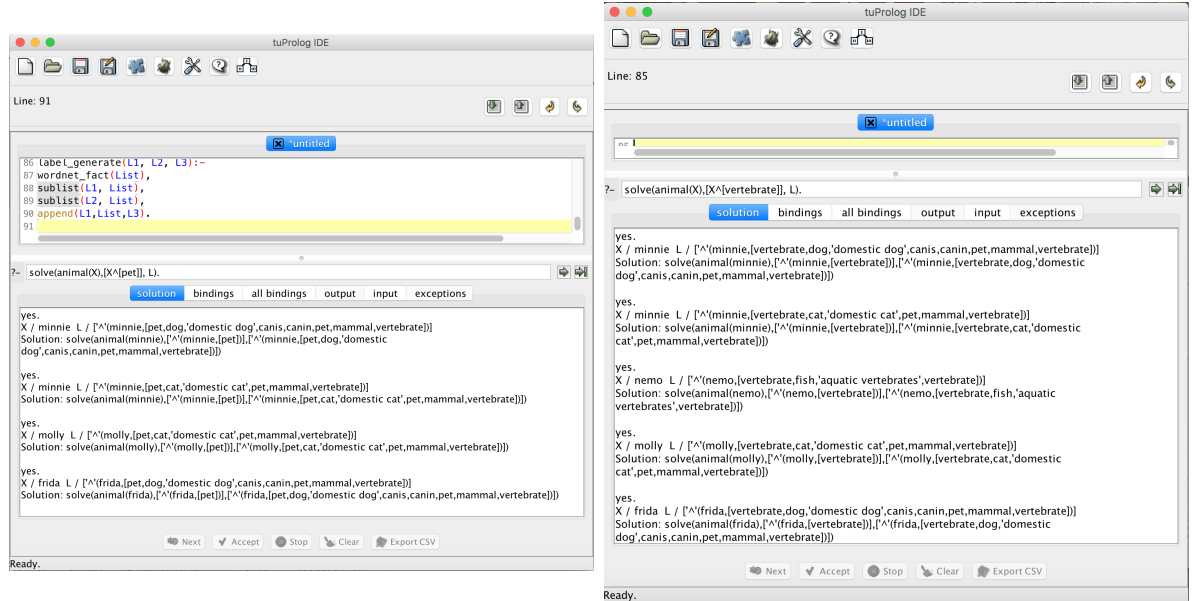 tuProlog IDE
Line: 91
*untitled
86 label_generate(L1, L2, L3):-
87 wordnet_fact(List),
88 sublist(L1, List),
89 sublist(L2, List),
90 append(L1,List,L3).
91
?- solve(animal(X),[X^[pet]], L).
solution bindings all bindings output input exceptions
yes.
X / minnie L / ['^'(minnie,[pet,dog,'domestic dog',canis,canin,pet,mammal,vertebrate])]
Solution: solve(animal(minnie),['^'(minnie,[pet])],['^'(minnie,[pet,dog,'domestic
dog',canis,canin,pet,mammal,vertebrate])])
yes.
X / minnie L / ['^'(minnie,[pet,cat,'domestic cat',pet,mammal,vertebrate])]
Solution: solve(animal(minnie),['^'(minnie,[pet])],['^'(minnie,[pet,cat,'domestic cat',pet,mammal,vertebrate])])
yes.
X / molly L / ['^'(molly,[pet,cat,'domestic cat',pet,mammal,vertebrate])]
Solution: solve(animal(molly),['^'(molly,[pet])],['^'(molly,[pet,cat,'domestic cat',pet,mammal,vertebrate])])
yes.
X / frida L / ['^'(frida,[pet,dog,'domestic dog',canis,canin,pet,mammal,vertebrate])]
Solution: solve(animal(frida),['^'(frida,[pet])],['^'(frida,[pet,dog,'domestic dog',canis,canin,pet,mammal,vertebrate])])
Next Accept Stop Clear Export CSV
Ready.
tuProlog IDE
Line: 85
*untitled
85
?- solve(animal(X),[X^[vertebrate]], L).
solution bindings all bindings output input exceptions
yes.
X / minnie L / ['^'(minnie,[vertebrate,dog,'domestic dog',canis,canin,pet,mammal,vertebrate])]
Solution: solve(animal(minnie),['^'(minnie,[vertebrate])],['^'(minnie,[vertebrate,dog,'domestic
dog',canis,canin,pet,mammal,vertebrate])])
yes.
X / minnie L / ['^'(minnie,[vertebrate,cat,'domestic cat',pet,mammal,vertebrate])]
Solution: solve(animal(minnie),['^'(minnie,[vertebrate])],['^'(minnie,[vertebrate,cat,'domestic
cat',pet,mammal,vertebrate])])
yes.
X / nemo L / ['^'(nemo,[vertebrate,fish,'aquatic vertebrates',vertebrate])]
Solution: solve(animal(nemo),['^'(nemo,[vertebrate])],['^'(nemo,[vertebrate,fish,'aquatic
vertebrates',vertebrate])])
yes.
X / molly L / ['^'(molly,[vertebrate,cat,'domestic cat',pet,mammal,vertebrate])]
Solution: solve(animal(molly),['^'(molly,[vertebrate])],['^'(molly,[vertebrate,cat,'domestic
cat',pet,mammal,vertebrate])])
yes.
X / frida L / ['^'(frida,[vertebrate,dog,'domestic dog',canis,canin,pet,mammal,vertebrate])]
Solution: solve(animal(frida),['^'(frida,[vertebrate])],['^'(frida,[vertebrate,dog,'domestic
dog',canis,canin,pet,mammal,vertebrate])])
Next Accept Stop Clear Export CSV
Ready.